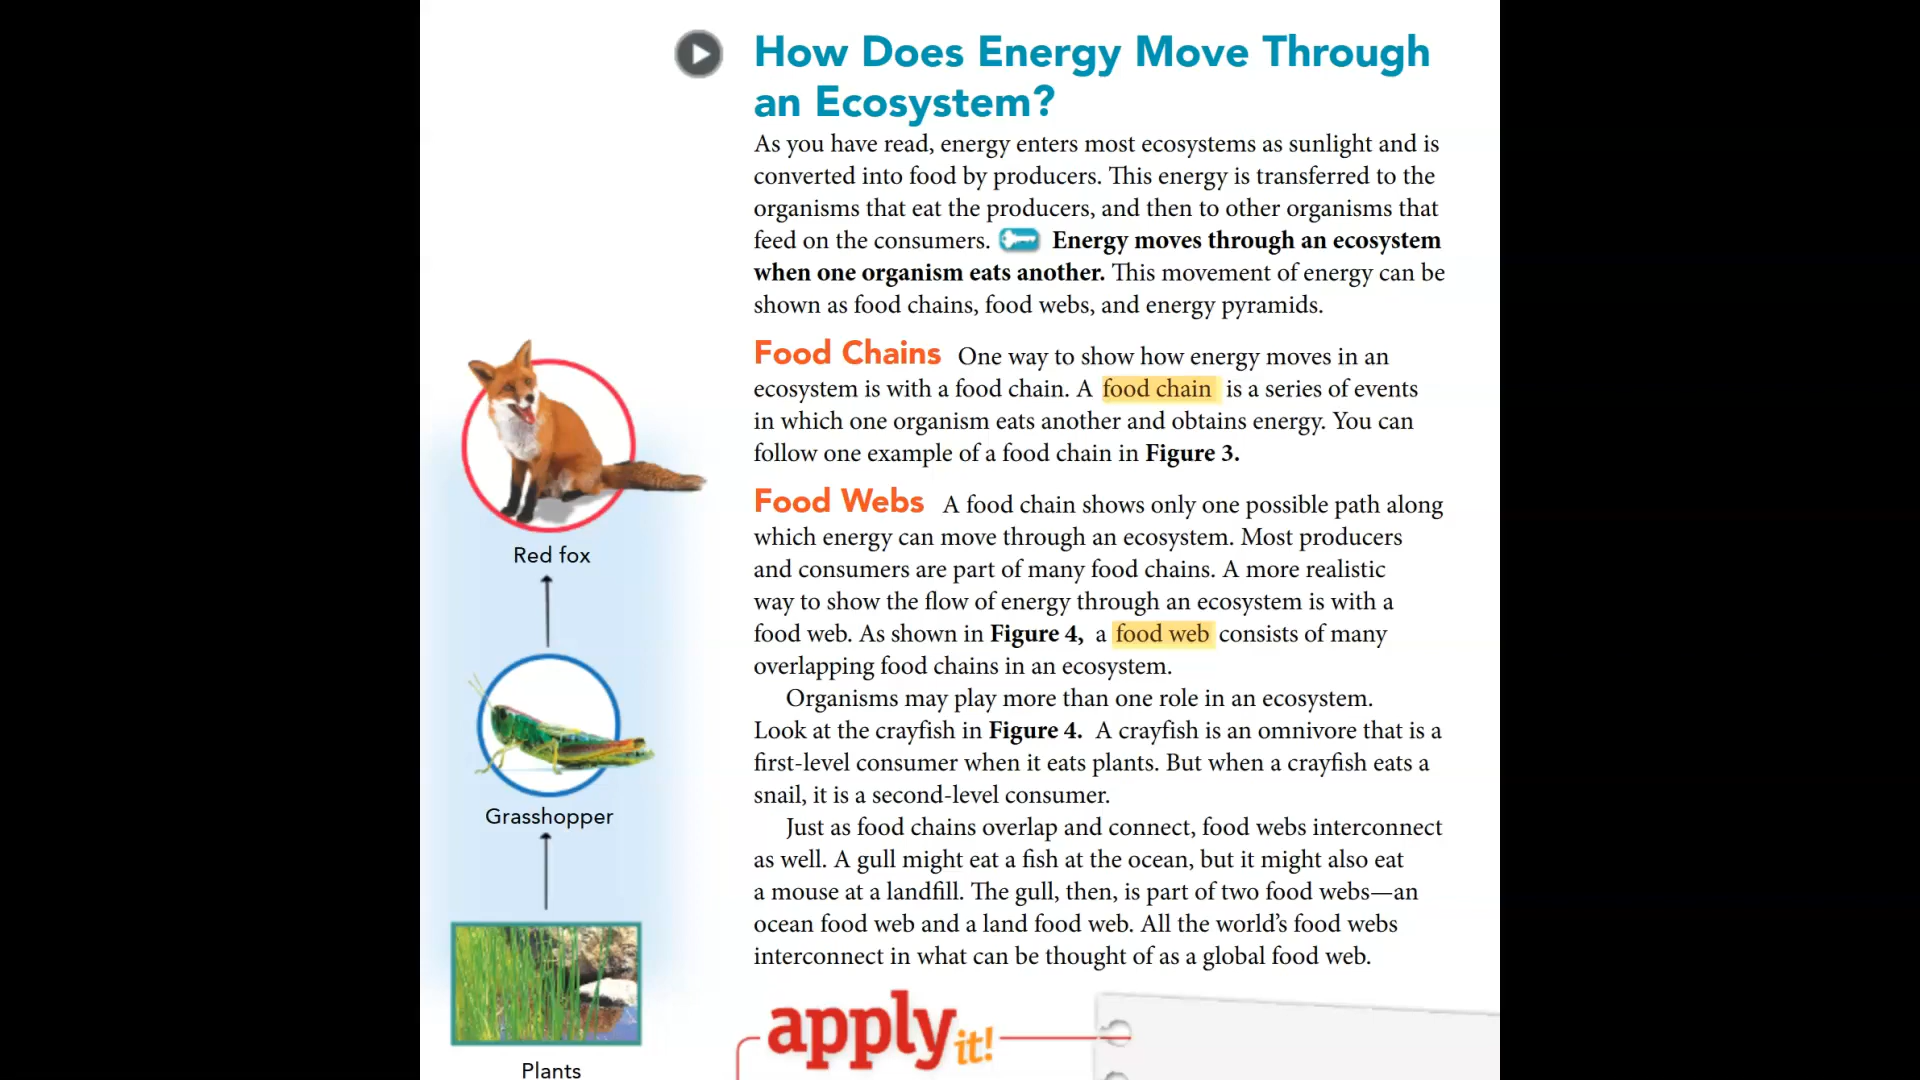 How Does Energy Move Through
an Ecosystem?
As you have read, energy enters most ecosystems as sunlight and is
converted into food by producers. This energy is transferred to the
organisms that eat the producers, and then to other organisms that
feed on the consumers. Energy moves through an ecosystem
when one organism eats another. This movement of energy can be
shown as food chains, food webs, and energy pyramids.
Food Chains One way to show how energy moves in an
ecosystem is with a food chain. A food chain is a series of events
in which one organism eats another and obtains energy. You can
follow one example of a food chain in Figure 3.
Food Webs A food chain shows only one possible path along
which energy can move through an ecosystem. Most producers
and consumers are part of many food chains. A more realistic
way to show the flow of energy through an ecosystem is with a
food web. As shown in Figure 4, a food web consists of many
overlapping food chains in an ecosystem.
Organisms may play more than one role in an ecosystem.
Look at the crayfish in Figure 4. A crayfish is an omnivore that is a
first-level consumer when it eats plants. But when a crayfish eats a
snail, it is a second-level consumer.
Just as food chains overlap and connect, food webs interconnect
as well. A gull might eat a fish at the ocean, but it might also eat
a mouse at a landfill. The gull, then, is part of two food webs—an
ocean food web and a land food web. All the world's food webs
interconnect in what can be thought of as a global food web.
Red fox
Grasshopper
Plants
apply it!